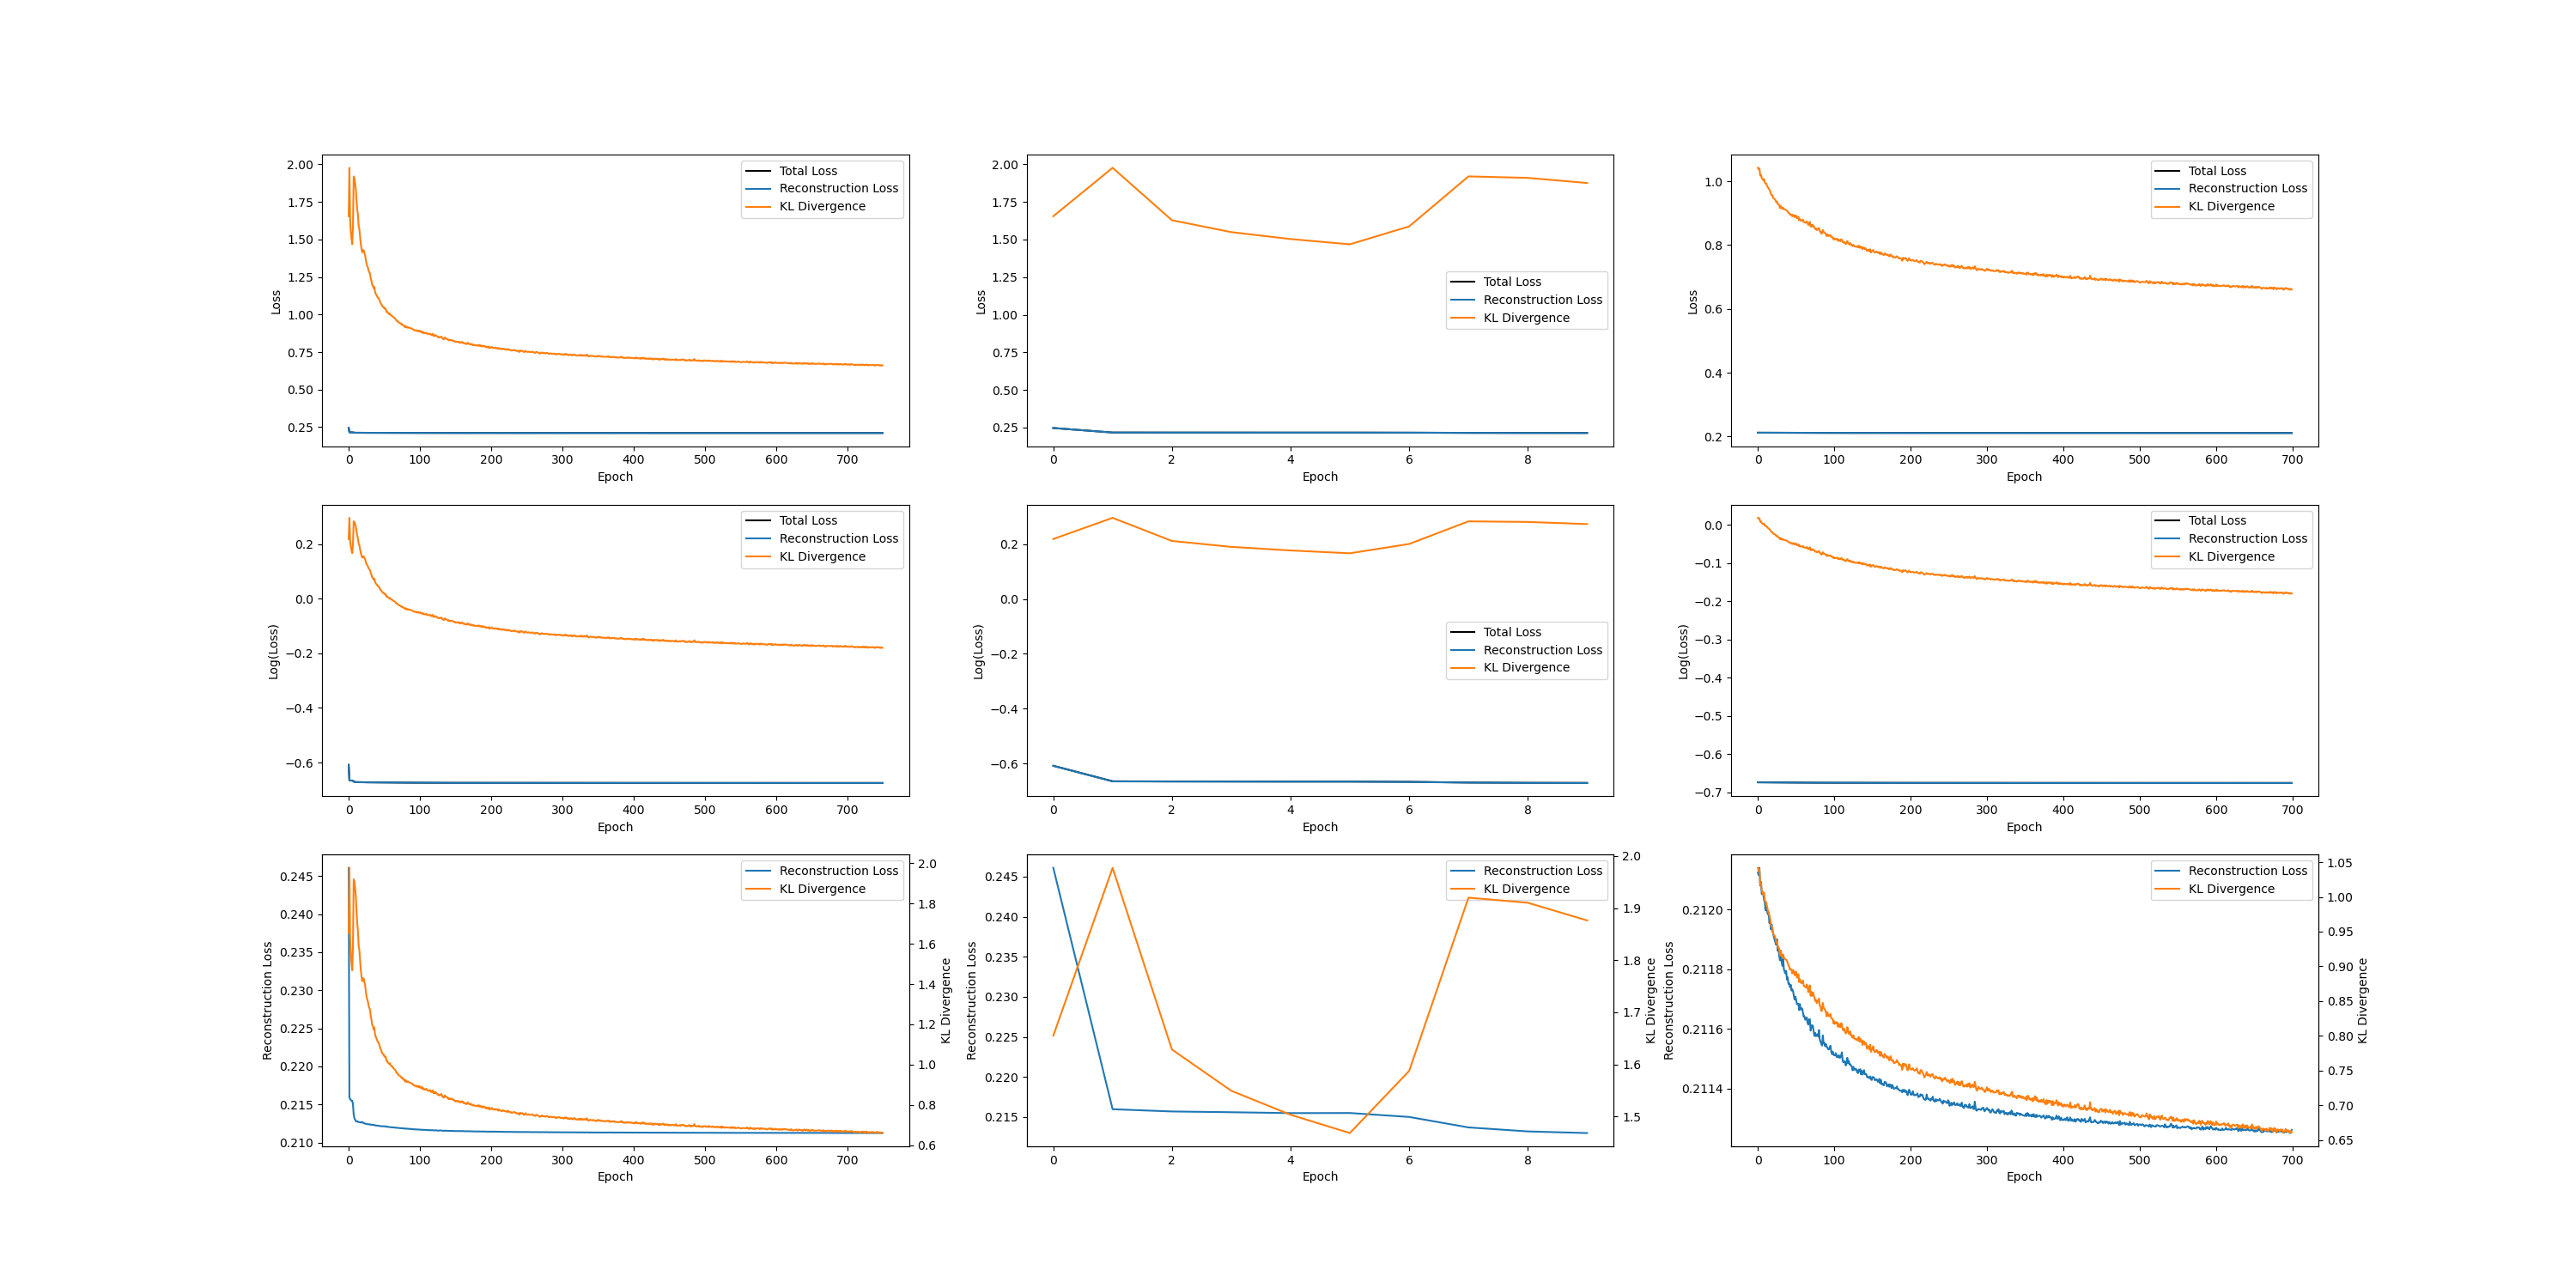 2.00
1.75
1.50
1.25
1.00
0.75
0.50
0.25
Loss
Total Loss
Reconstruction Loss
KL Divergence
0 100 200 300 400 500 600 700
Epoch
2.00
1.75
1.50
1.25
1.00
0.75
0.50
0.25
Loss
Total Loss
Reconstruction Loss
KL Divergence
0 2 4 6 8
Epoch
1.0
0.8
0.6
0.4
0.2
Loss
Total Loss
Reconstruction Loss
KL Divergence
0 100 200 300 400 500 600 700
Epoch
0.2
0.0
−0.2
−0.4
−0.6
Log(Loss)
Total Loss
Reconstruction Loss
KL Divergence
0 100 200 300 400 500 600 700
Epoch
0.2
0.0
−0.2
−0.4
−0.6
Log(Loss)
Total Loss
Reconstruction Loss
KL Divergence
0 2 4 6 8
Epoch
0.0
−0.1
−0.2
−0.3
−0.4
−0.5
−0.6
−0.7
Log(Loss)
Total Loss
Reconstruction Loss
KL Divergence
0 100 200 300 400 500 600 700
Epoch
0.245
0.240
0.235
0.230
0.225
0.220
0.215
0.210
Reconstruction Loss
Reconstruction Loss
KL Divergence
2.0
1.8
1.6
1.4
1.2
1.0
0.8
0.6
KL Divergence
0 100 200 300 400 500 600 700
Epoch
0.245
0.240
0.235
0.230
0.225
0.220
0.215
Reconstruction Loss
Reconstruction Loss
KL Divergence
2.0
1.9
1.8
1.7
1.6
1.5
KL Divergence
0 2 4 6 8
Epoch
0.2120
0.2118
0.2116
0.2114
Reconstruction Loss
Reconstruction Loss
KL Divergence
1.05
1.00
0.95
0.90
0.85
0.80
0.75
0.70
0.65
KL Divergence
0 100 200 300 400 500 600 700
Epoch